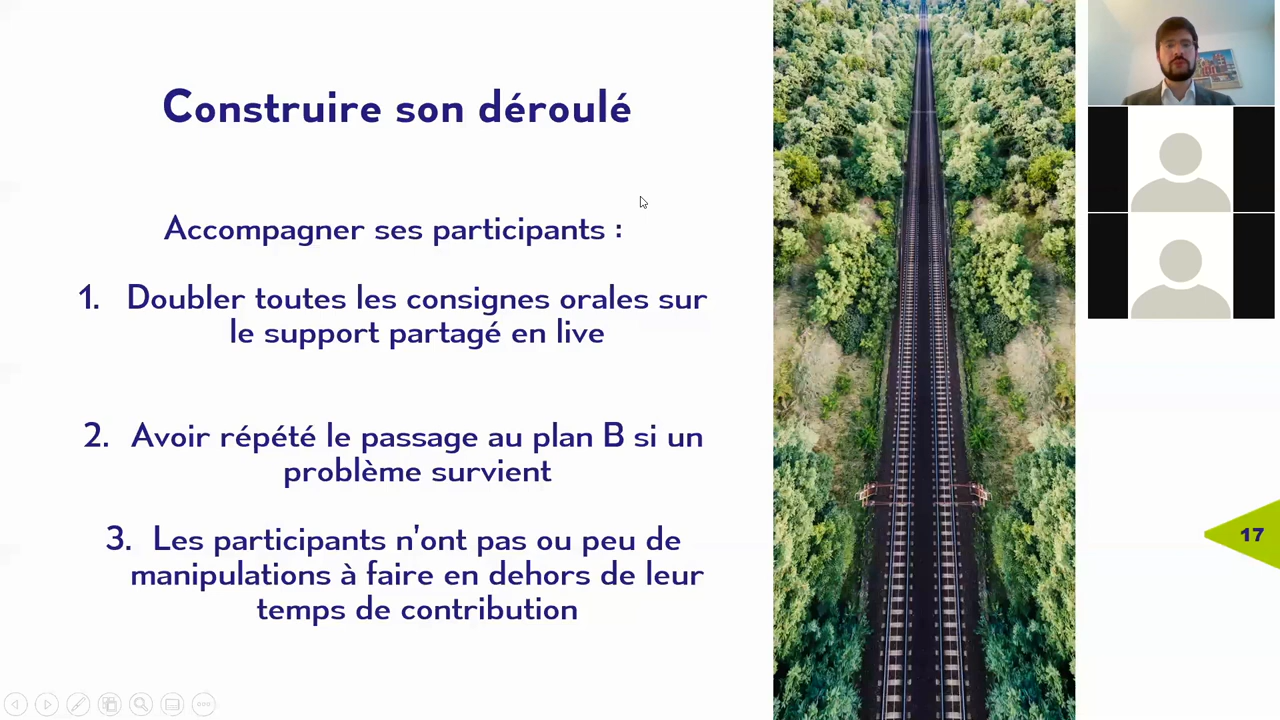 Construire son déroulé
Accompagner ses participants :
1. Doubler toutes les consignes orales sur
le support partagé en live
2. Avoir répété le passage au plan B si un
problème survient
3. Les participants n'ont pas ou peu de
manipulations à faire en dehors de leur
temps de contribution
17